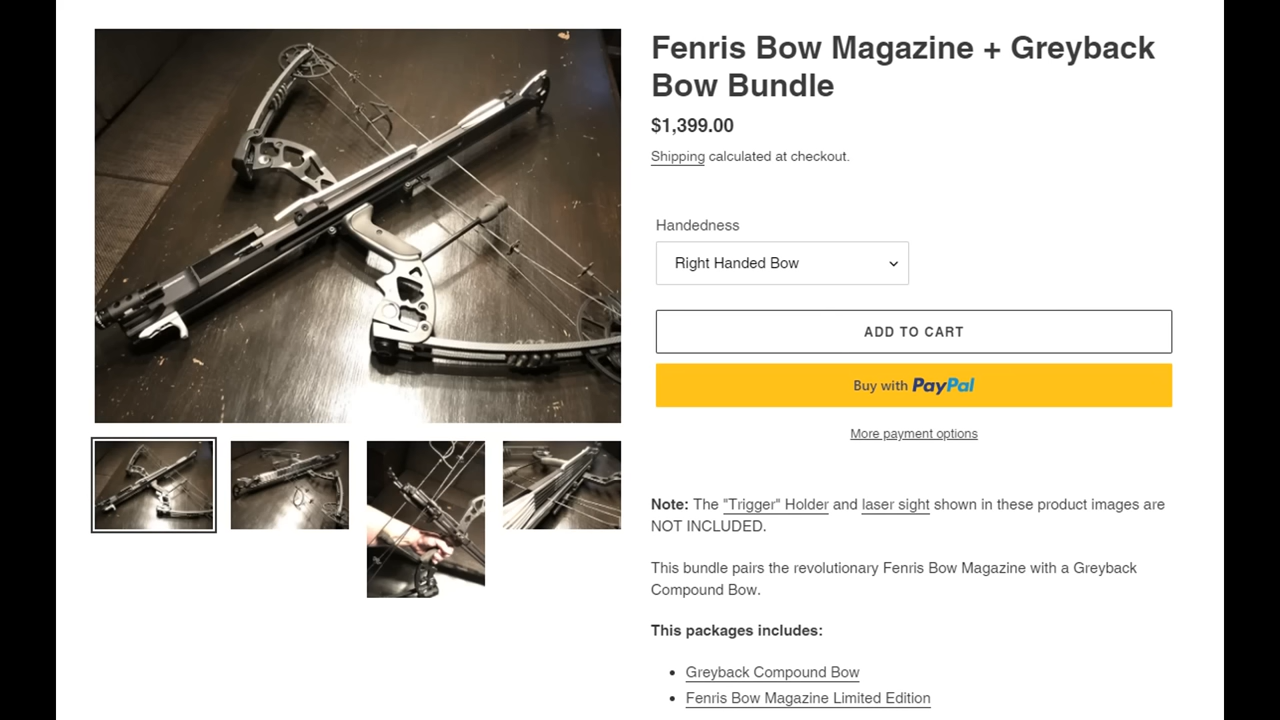 Fenris Bow Magazine + Greyback
Bow Bundle
$1,399.00
Shipping calculated at checkout.
Handedness
Right Handed Bow
ADD TO CART
Buy with PayPal
More payment options
Note: The "Trigger" Holder and laser sight shown in these product images are
NOT INCLUDED.
This bundle pairs the revolutionary Fenris Bow Magazine with a Greyback
Compound Bow.
This packages includes:
• Greyback Compound Bow
• Fenris Bow Magazine Limited Edition